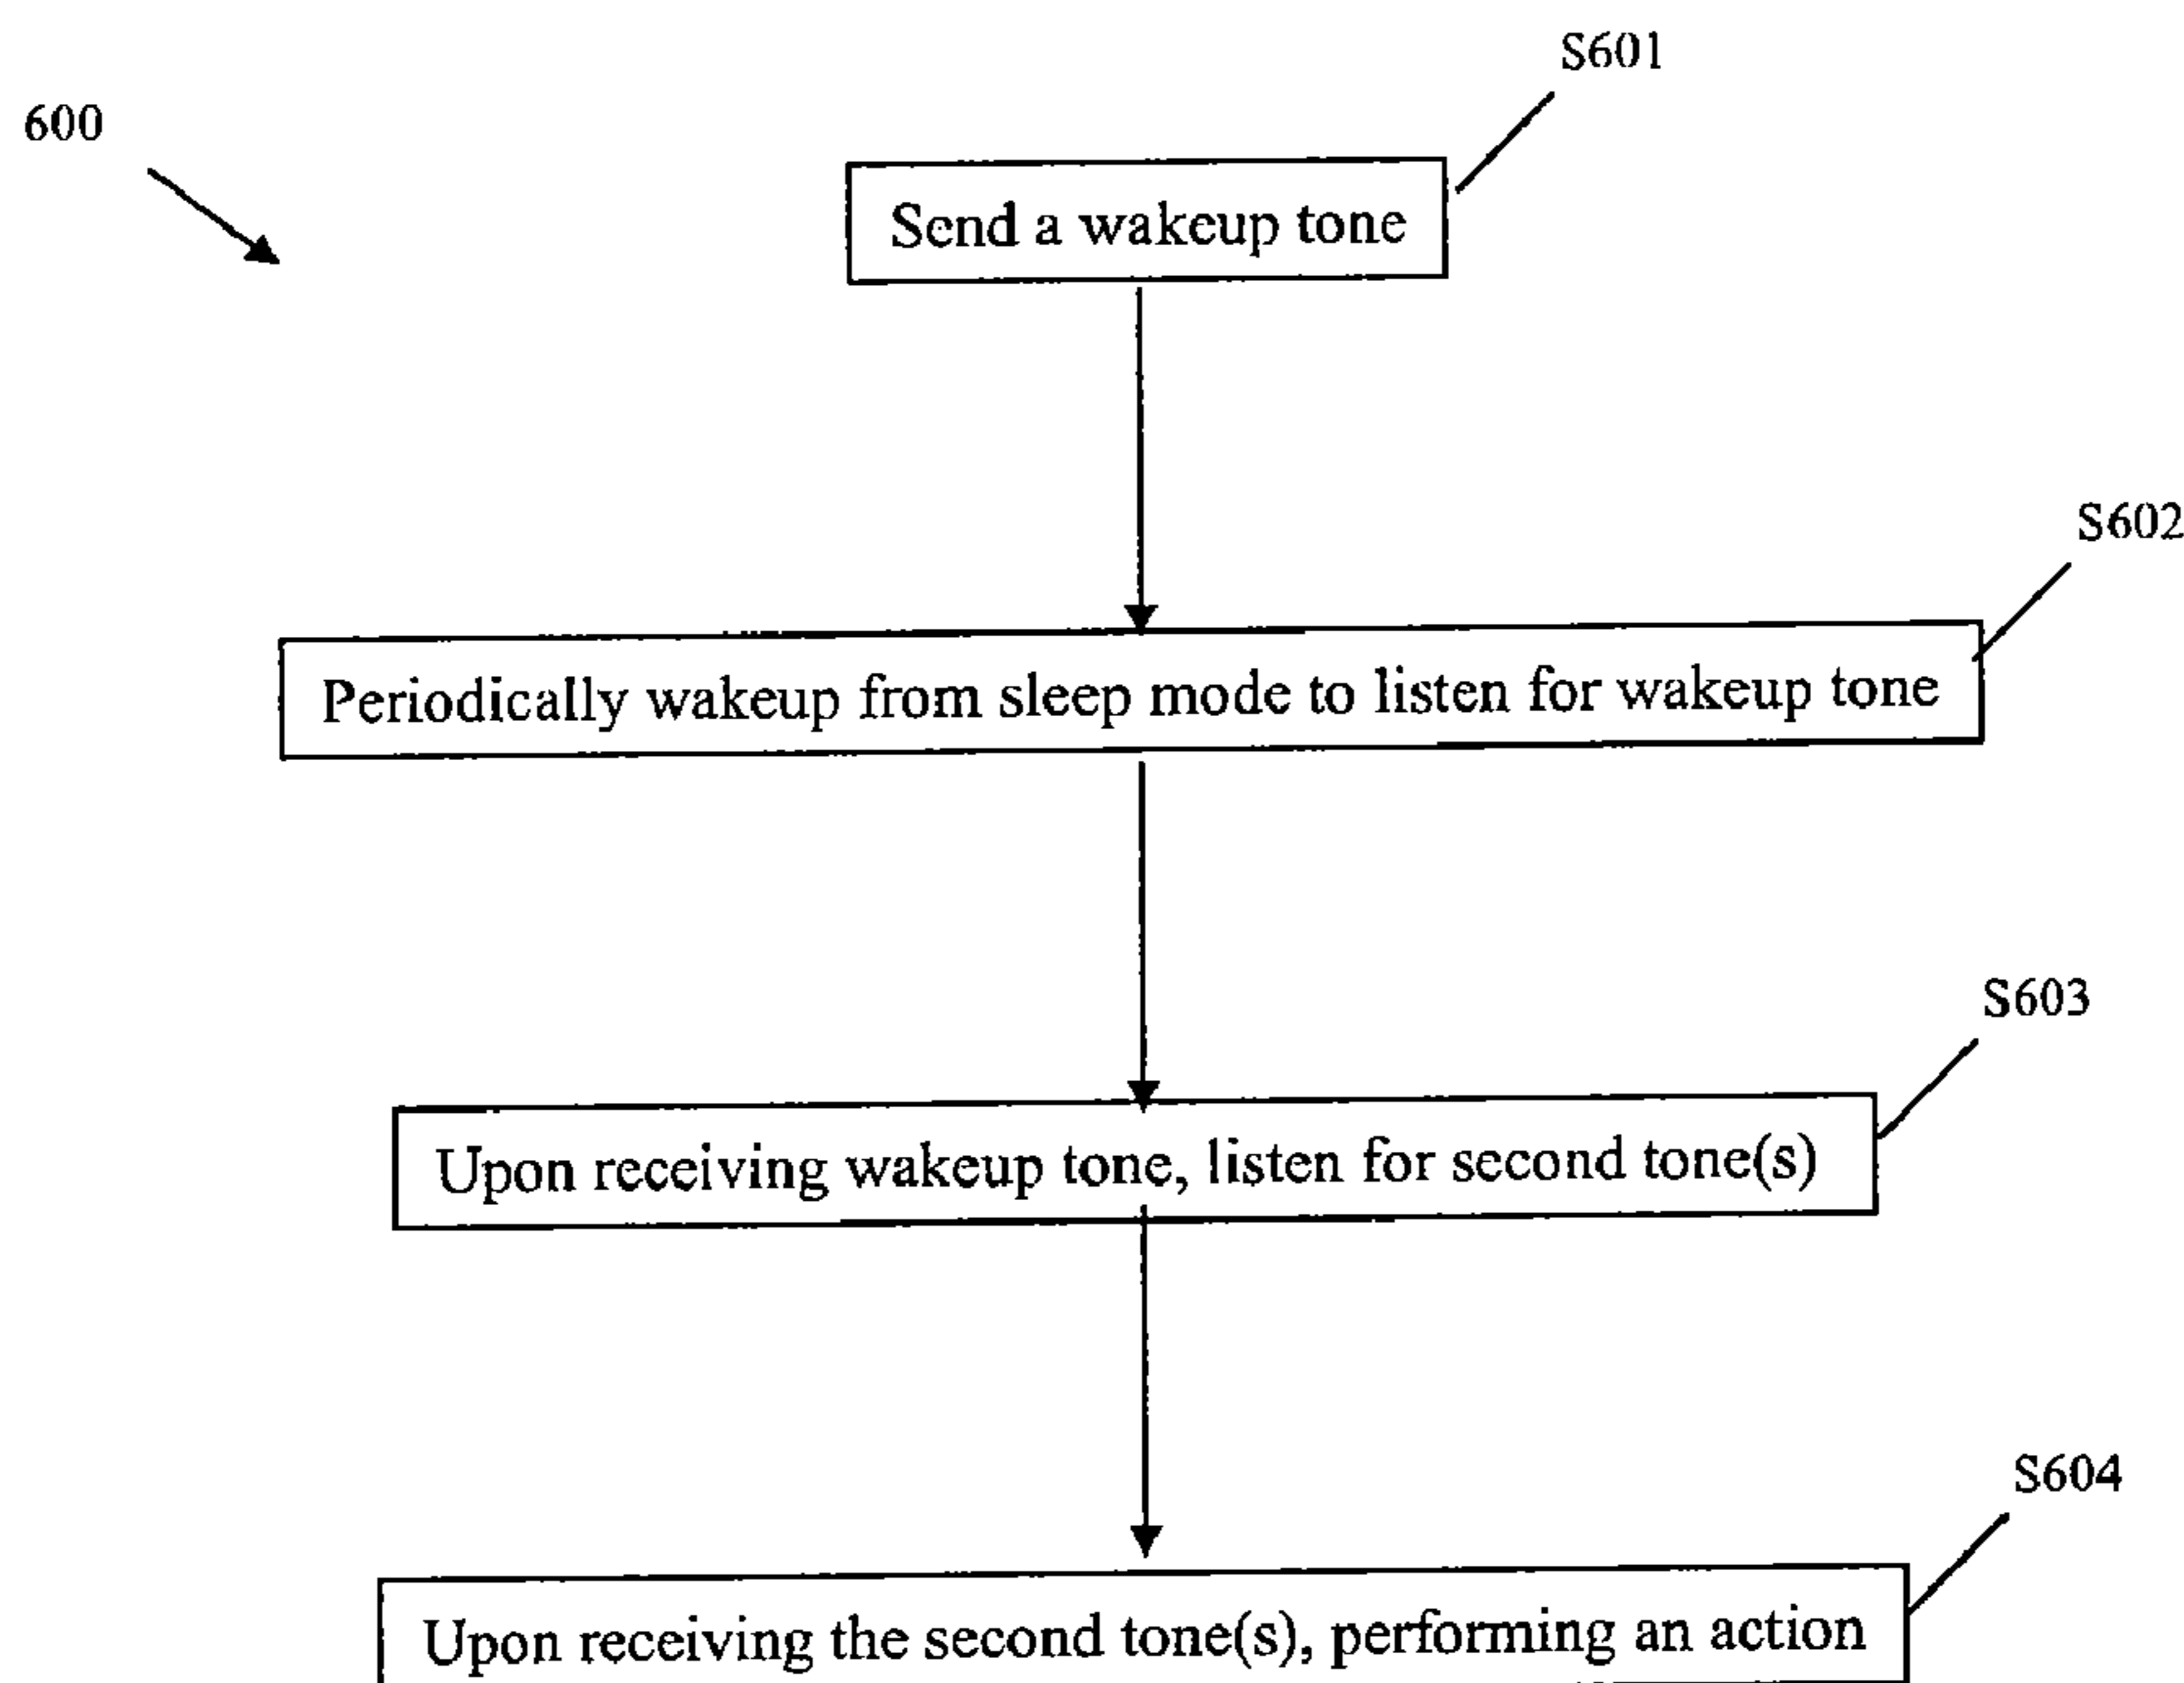 S601
600
Send a wakeup tone
S602
Periodically wakeup from sleep mode to listen for wakeup tone
S603
Upon receiving wakeup tone, listen for second tone(s)
S604
Upon receiving the second tone(s), performing an action